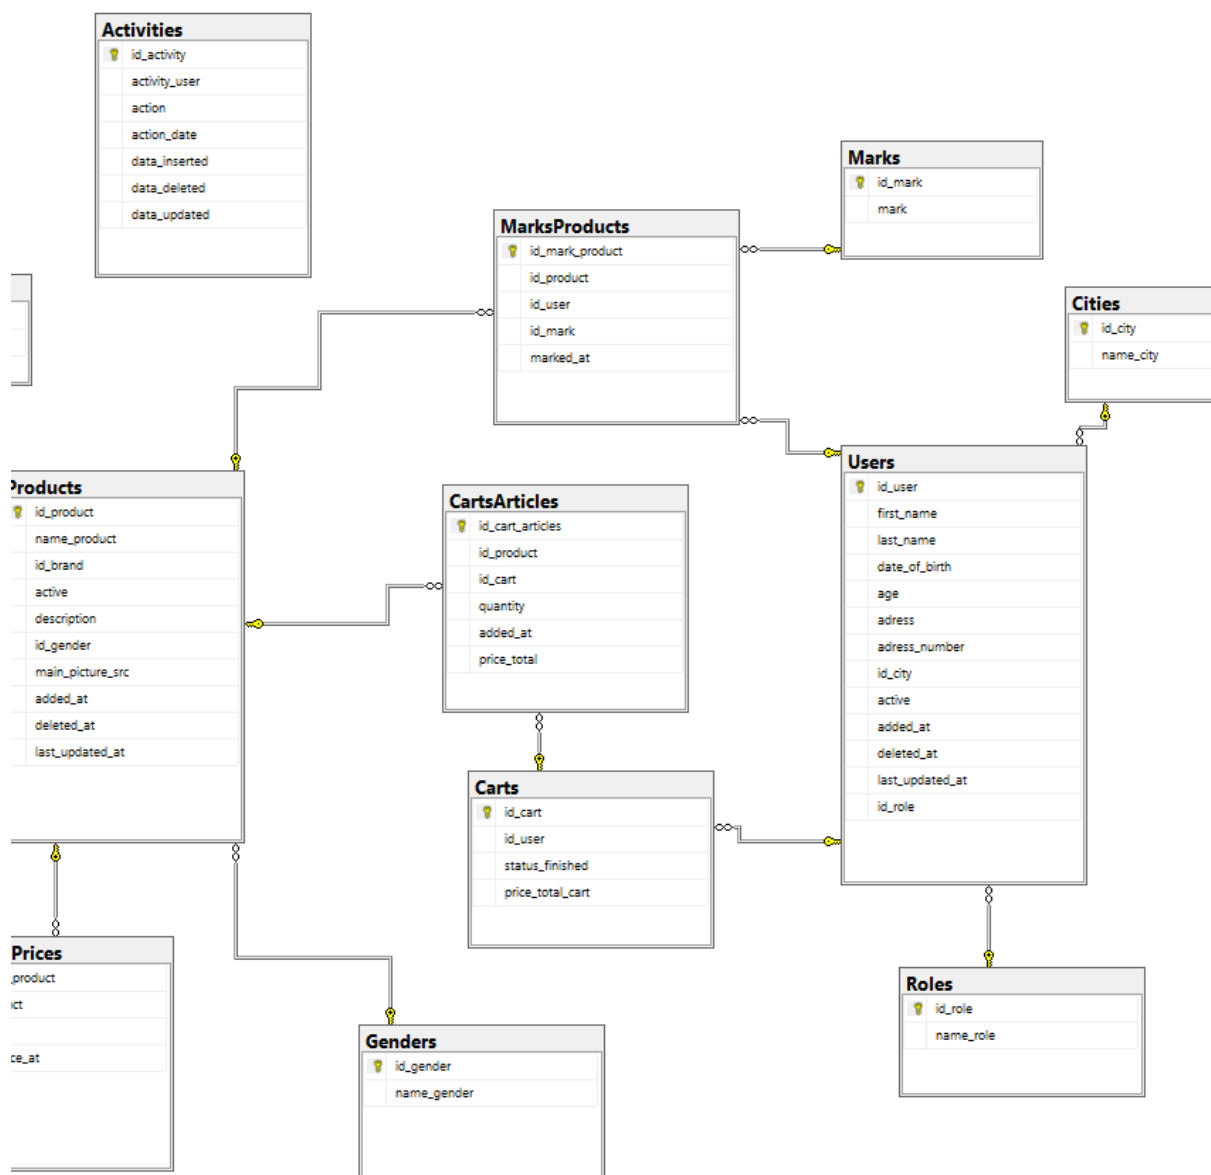 Activities
id_activity
activity_user
action
action_date
data_inserted
data_deleted
data_updated
Marks
id_mark
mark
MarksProducts
id_mark_product
id_product
id_user
id_mark
marked_at
Cities
id_city
name_city
Products
id_product
name_product
id_brand
active
description
id_gender
main_picture_src
added_at
deleted_at
last_updated_at
CartsArticles
id_cart_articles
id_product
id_cart
quantity
added_at
price_total
Users
id_user
first_name
last_name
date_of_birth
age
adress
adress_number
id_city
active
added_at
deleted_at
last_updated_at
id_role
Carts
id_cart
id_user
status_finished
price_total_cart
Prices
_product
ct
ce_at
Genders
id_gender
name_gender
Roles
id_role
name_role